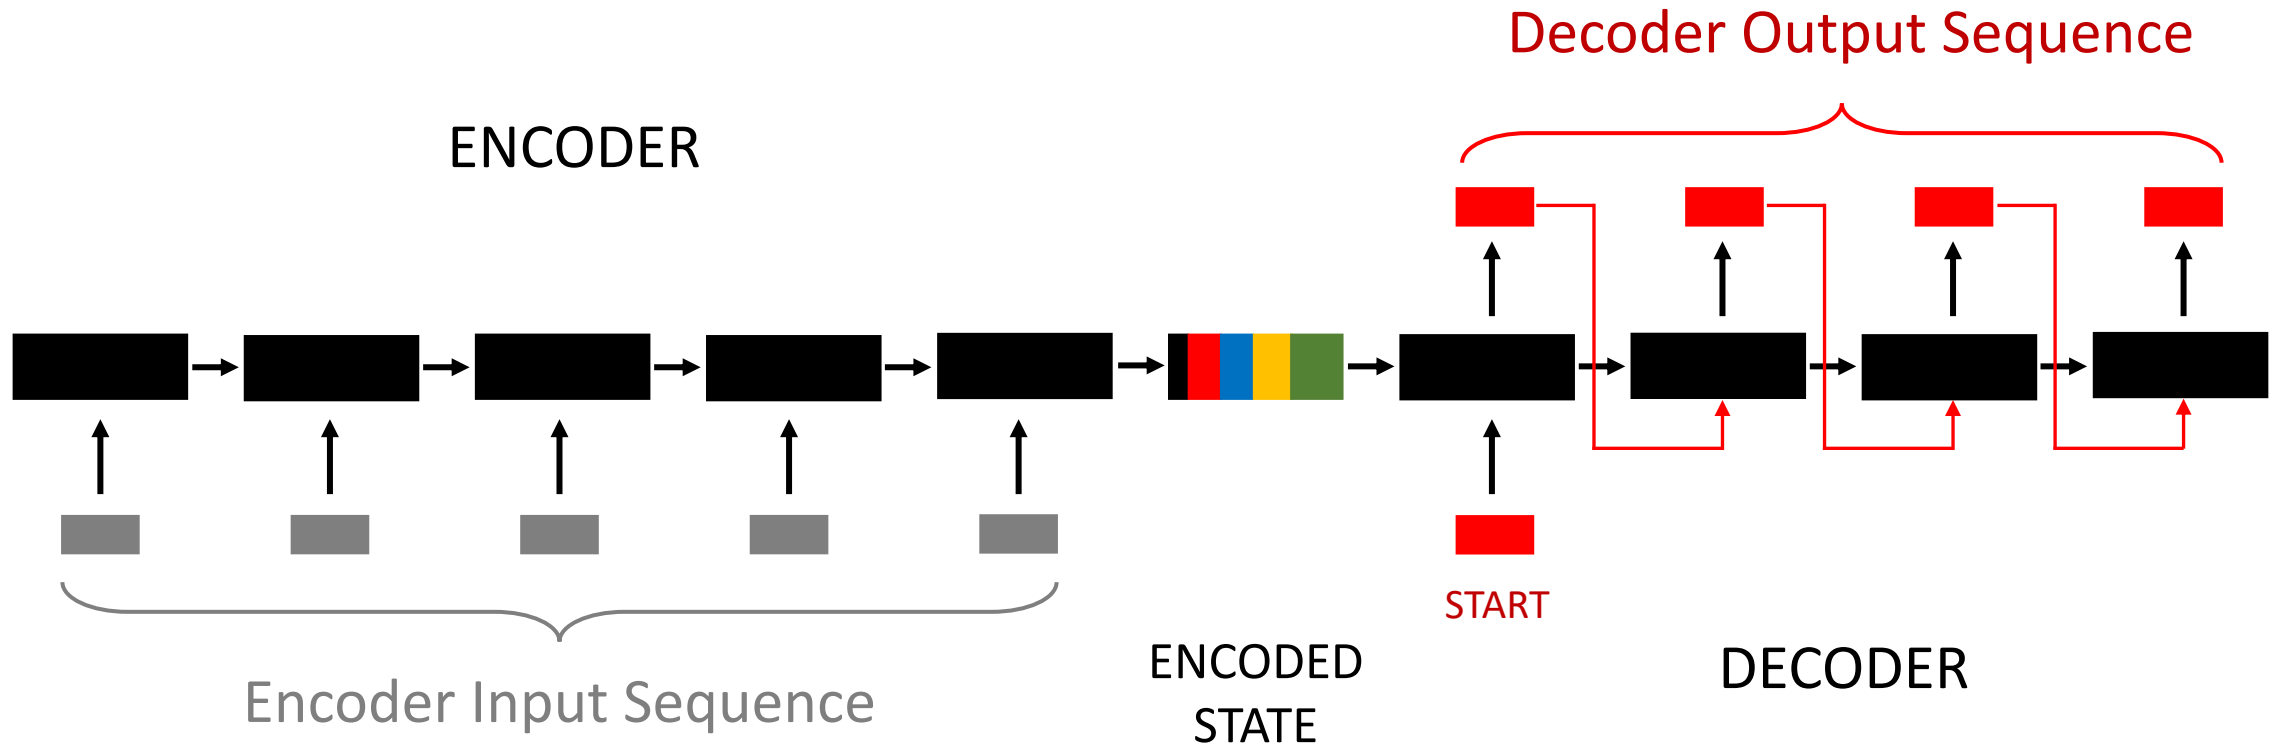 Decoder Output Sequence
ENCODER
START
ENCODED
STATE
DECODER
Encoder Input Sequence